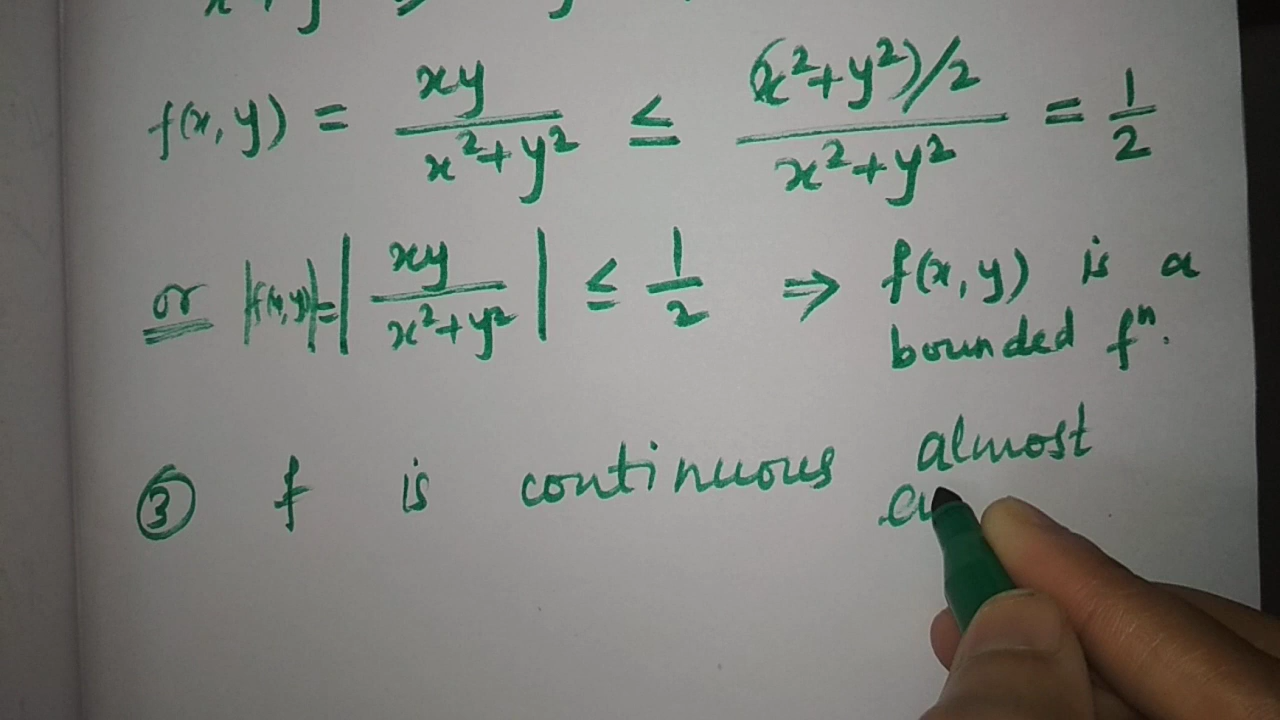 f(x, y) = xy / x²+y² ≤ (x²+y²)/2 / x²+y² = 1/2
or |f(x,y)| = | xy / x²+y² | ≤ 1/2 ⇒ f(x, y) is a
bounded fⁿ.
③ f is continuous almost